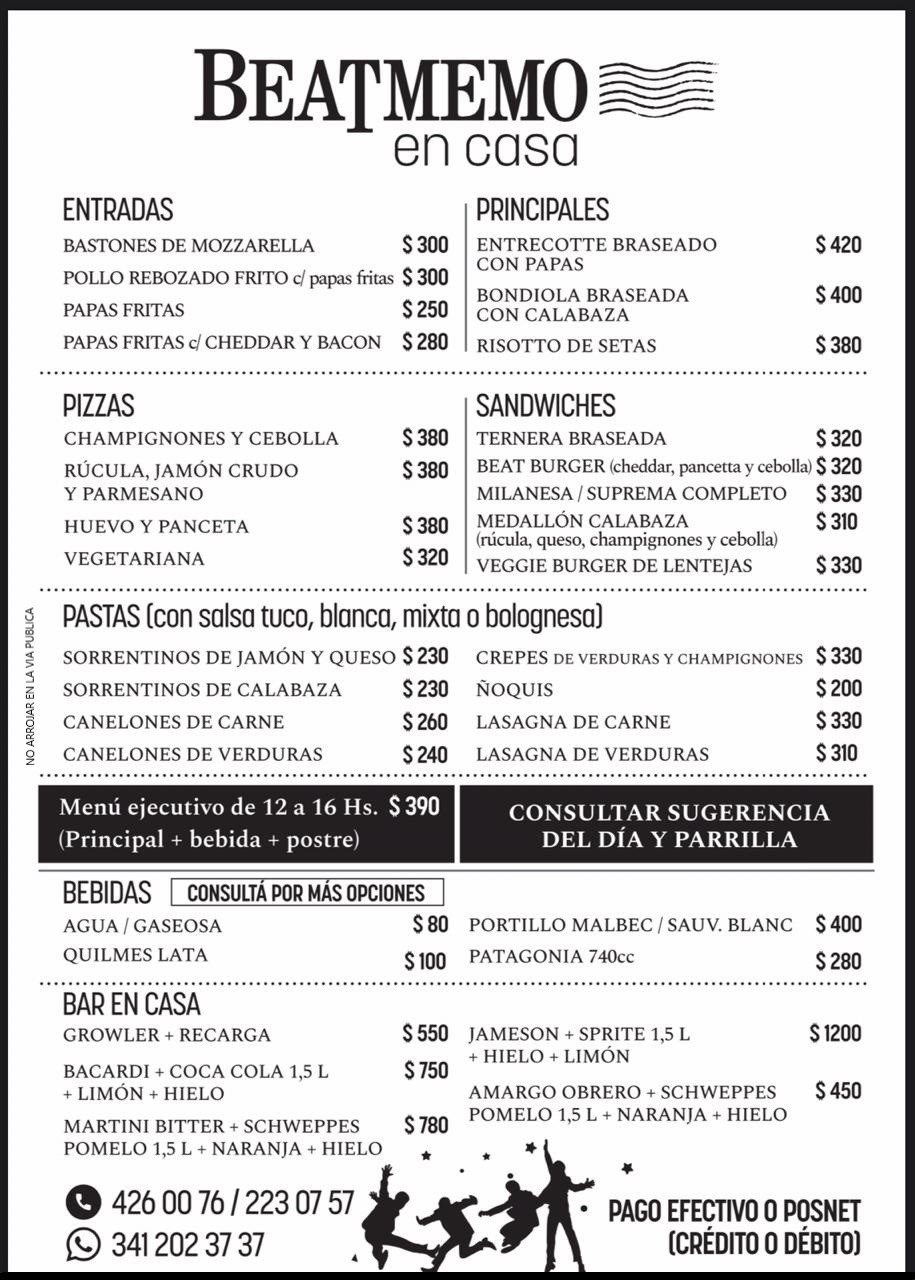 BEATMEMO
en casa
ENTRADAS
BASTONES DE MOZZARELLA $ 300
POLLO REBOZADO FRITO c/ papas fritas $ 300
PAPAS FRITAS $ 250
PAPAS FRITAS c/ CHEDDAR Y BACON $ 280
PRINCIPALES
ENTRECOTTE BRASEADO $ 420
CON PAPAS
BONDIOLA BRASEADA $ 400
CON CALABAZA
RISOTTO DE SETAS $ 380
PIZZAS
CHAMPIGNONES Y CEBOLLA $ 380
RÚCULA, JAMÓN CRUDO $ 380
Y PARMESANO
HUEVO Y PANCETA $ 380
VEGETARIANA $ 320
SANDWICHES
TERNERA BRASEADA $ 320
BEAT BURGER (cheddar, pancetta y cebolla) $ 320
MILANESA / SUPREMA COMPLETO $ 330
MEDALLÓN CALABAZA $ 310
(rúcula, queso, champignones y cebolla)
VEGGIE BURGER DE LENTEJAS $ 330
PASTAS (con salsa tuco, blanca, mixta o bolognesa)
SORRENTINOS DE JAMÓN Y QUESO $ 230
SORRENTINOS DE CALABAZA $ 230
CANELONES DE CARNE $ 260
CANELONES DE VERDURAS $ 240
CREPES DE VERDURAS Y CHAMPIGNONES $ 330
ÑOQUIS $ 200
LASAGNA DE CARNE $ 330
LASAGNA DE VERDURAS $ 310
NO ARROJAR EN LA VIA PUBLICA
Menú ejecutivo de 12 a 16 Hs. $ 390
(Principal + bebida + postre)
CONSULTAR SUGERENCIA
DEL DÍA Y PARRILLA
BEBIDAS CONSULTÁ POR MÁS OPCIONES
AGUA / GASEOSA $ 80
QUILMES LATA $ 100
PORTILLO MALBEC / SAUV. BLANC $ 400
PATAGONIA 740cc $ 280
BAR EN CASA
GROWLER + RECARGA $ 550
BACARDI + COCA COLA 1,5 L $ 750
+ LIMÓN + HIELO
MARTINI BITTER + SCHWEPPES $ 780
POMELO 1,5 L + NARANJA + HIELO
JAMESON + SPRITE 1,5 L $ 1200
+ HIELO + LIMÓN
AMARGO OBRERO + SCHWEPPES $ 450
POMELO 1,5 L + NARANJA + HIELO
426 00 76 / 223 07 57
341 202 37 37
PAGO EFECTIVO O POSNET
(CRÉDITO O DÉBITO)